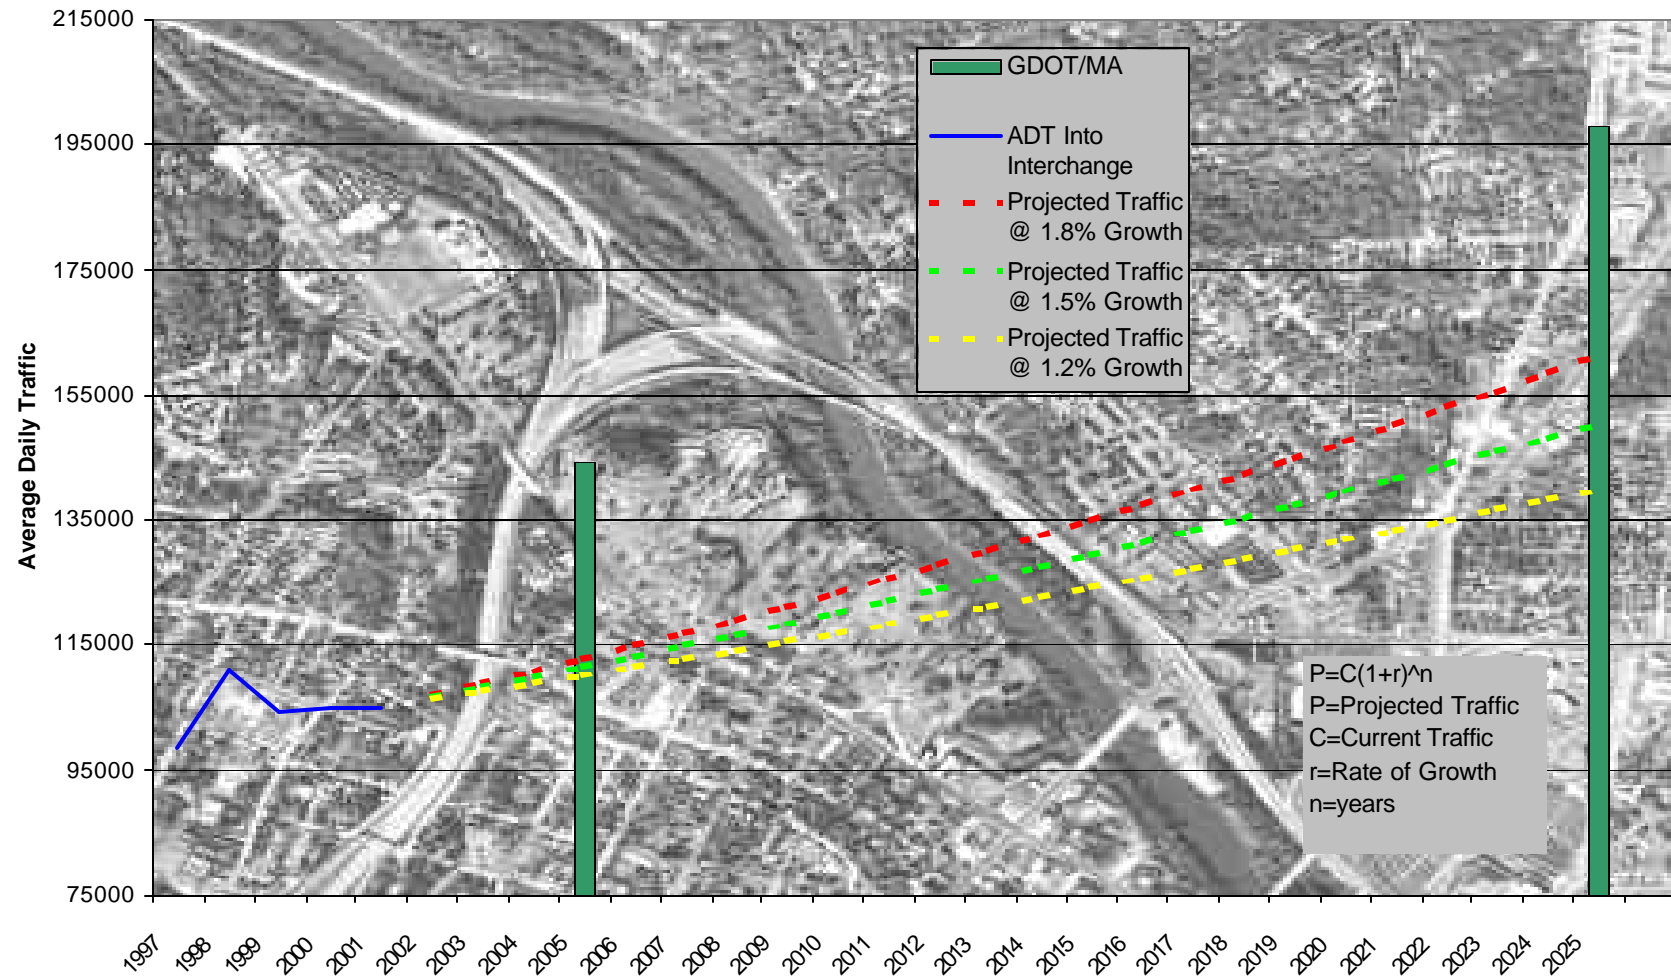 215000
195000
175000
155000
135000
115000
95000
75000
Average Daily Traffic
GDOT/MA
ADT Into
Interchange
Projected Traffic
@ 1.8% Growth
Projected Traffic
@ 1.5% Growth
Projected Traffic
@ 1.2% Growth
P=C(1+r)^n
P=Projected Traffic
C=Current Traffic
r=Rate of Growth
n=years
1997
1998
1999
2000
2001
2002
2003
2004
2005
2006
2007
2008
2009
2010
2011
2012
2013
2014
2015
2016
2017
2018
2019
2020
2021
2022
2023
2024
2025